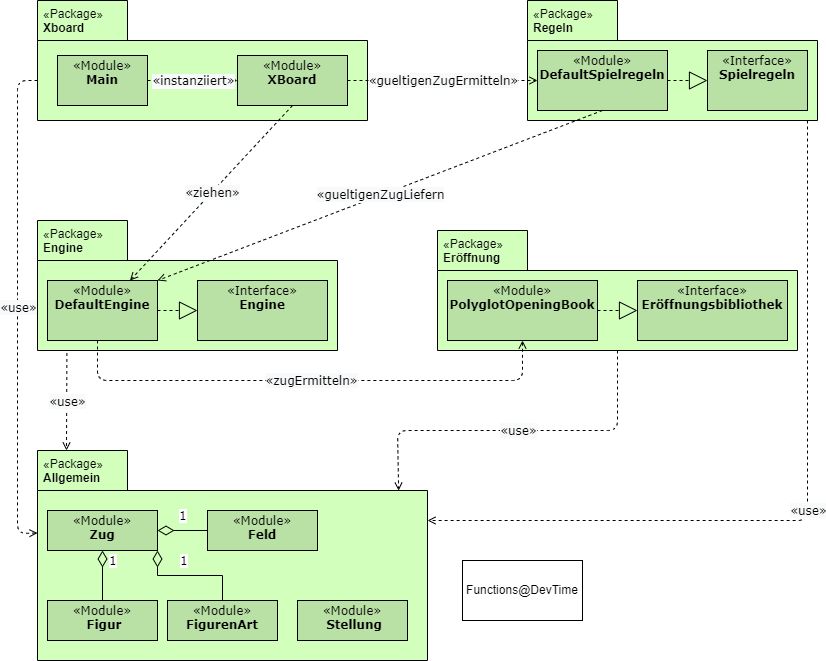 «Package»
Xboard
«Package»
Regeln
«Module»
Main
«instanziiert»
«Module»
XBoard
«gueltigenZugErmitteln»
«Module»
DefaultSpielregeln
«Interface»
Spielregeln
«ziehen»
«gueltigenZugLiefern
«Package»
Engine
«Package»
Eröffnung
«Module»
DefaultEngine
«Interface»
Engine
«Module»
PolyglotOpeningBook
«Interface»
Eröffnungsbibliothek
«use»
«zugErmitteln»
«use»
«use»
«Package»
Allgemein
«use»
«Module»
Zug
1
«Module»
Feld
1
1
«Module»
Figur
«Module»
FigurenArt
«Module»
Stellung
Functions@DevTime